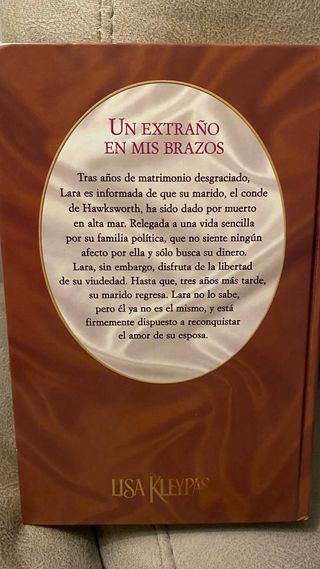 UN EXTRAÑO
EN MIS BRAZOS
Tras años de matrimonio desgraciado,
Lara es informada de que su marido, el conde
de Hawksworth, ha sido dado por muerto
en alta mar. Relegada a una vida sencilla
por su familia política, que no siente ningún
afecto por ella y sólo busca su dinero.
Lara, sin embargo, disfruta de la libertad
de su viudedad. Hasta que, tres años más tarde,
su marido regresa. Lara no lo sabe,
pero él ya no es el mismo, y está
firmemente dispuesto a reconquistar
el amor de su esposa.
LISA KLEYPAS